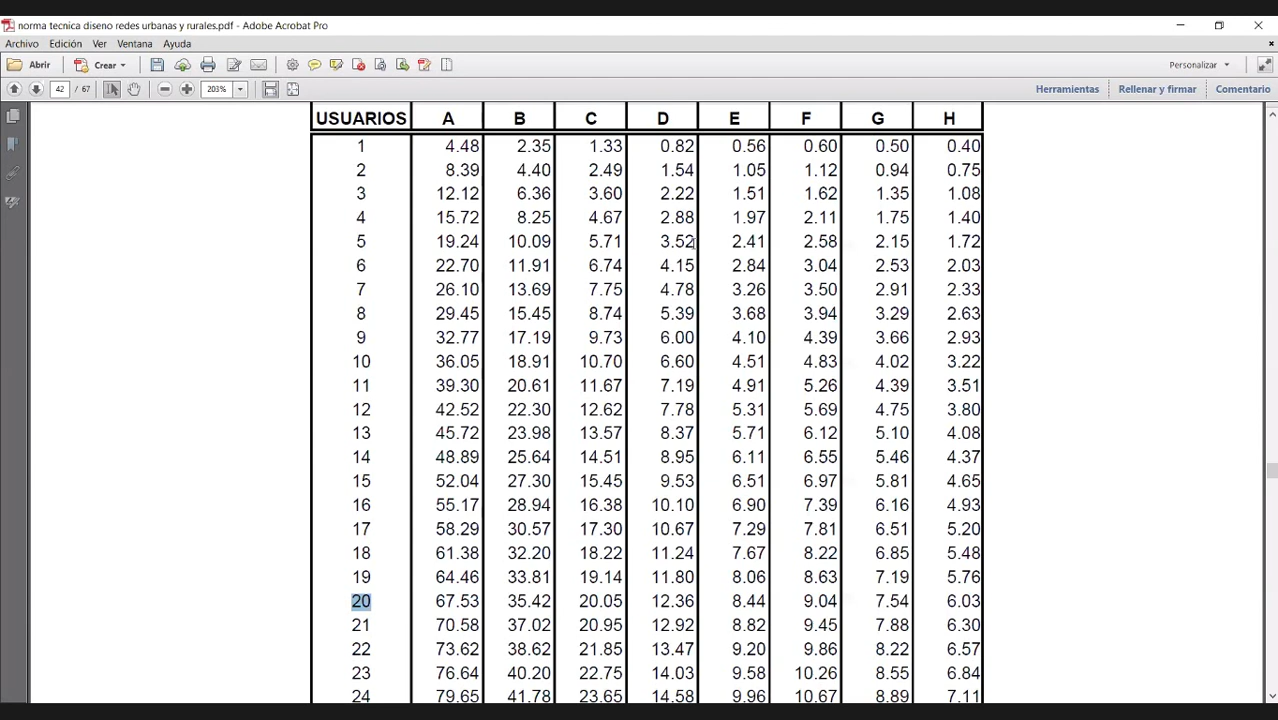 norma tecnica diseno redes urbanas y rurales.pdf - Adobe Acrobat Pro
Archivo Edición Ver Ventana Ayuda
Abrir Crear Personalizar
42 / 67 203% Herramientas Rellenar y firmar Comentario
USUARIOS A B C D E F G H
1 4.48 2.35 1.33 0.82 0.56 0.60 0.50 0.40
2 8.39 4.40 2.49 1.54 1.05 1.12 0.94 0.75
3 12.12 6.36 3.60 2.22 1.51 1.62 1.35 1.08
4 15.72 8.25 4.67 2.88 1.97 2.11 1.75 1.40
5 19.24 10.09 5.71 3.52 2.41 2.58 2.15 1.72
6 22.70 11.91 6.74 4.15 2.84 3.04 2.53 2.03
7 26.10 13.69 7.75 4.78 3.26 3.50 2.91 2.33
8 29.45 15.45 8.74 5.39 3.68 3.94 3.29 2.63
9 32.77 17.19 9.73 6.00 4.10 4.39 3.66 2.93
10 36.05 18.91 10.70 6.60 4.51 4.83 4.02 3.22
11 39.30 20.61 11.67 7.19 4.91 5.26 4.39 3.51
12 42.52 22.30 12.62 7.78 5.31 5.69 4.75 3.80
13 45.72 23.98 13.57 8.37 5.71 6.12 5.10 4.08
14 48.89 25.64 14.51 8.95 6.11 6.55 5.46 4.37
15 52.04 27.30 15.45 9.53 6.51 6.97 5.81 4.65
16 55.17 28.94 16.38 10.10 6.90 7.39 6.16 4.93
17 58.29 30.57 17.30 10.67 7.29 7.81 6.51 5.20
18 61.38 32.20 18.22 11.24 7.67 8.22 6.85 5.48
19 64.46 33.81 19.14 11.80 8.06 8.63 7.19 5.76
20 67.53 35.42 20.05 12.36 8.44 9.04 7.54 6.03
21 70.58 37.02 20.95 12.92 8.82 9.45 7.88 6.30
22 73.62 38.62 21.85 13.47 9.20 9.86 8.22 6.57
23 76.64 40.20 22.75 14.03 9.58 10.26 8.55 6.84
24 79.65 41.78 23.65 14.58 9.96 10.67 8.89 7.11